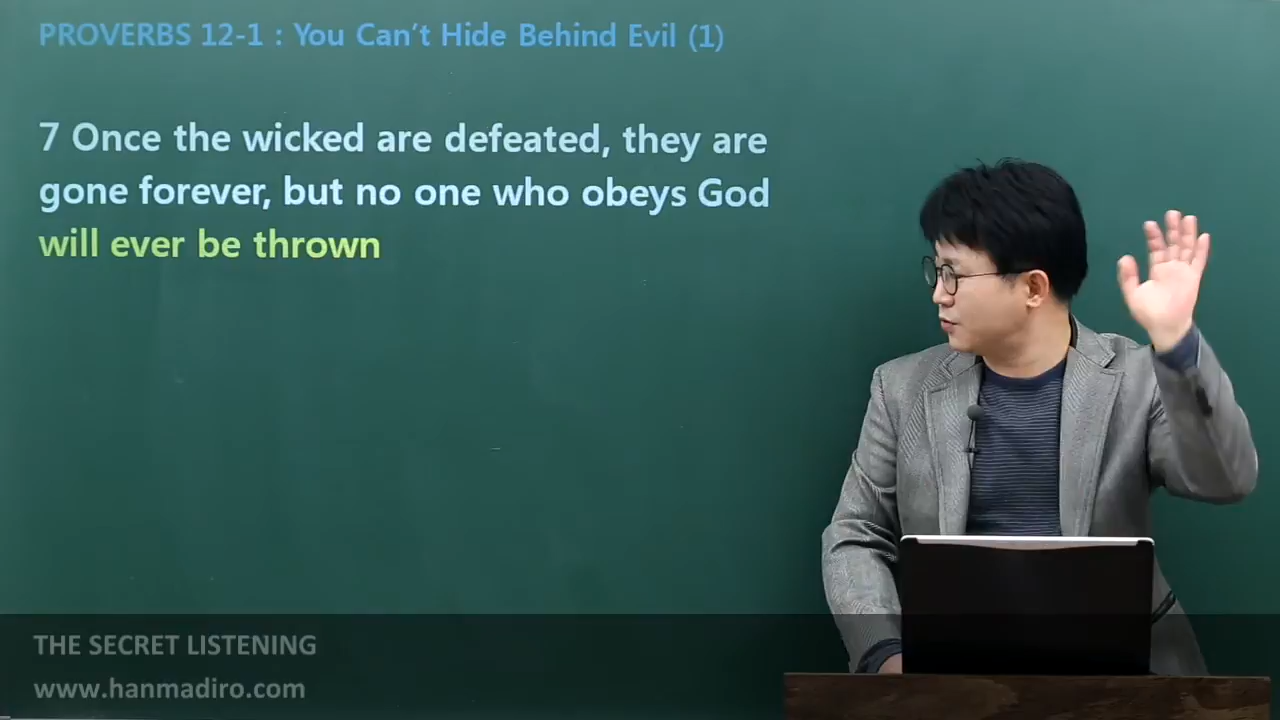 PROVERBS 12-1 : You Can't Hide Behind Evil (1)
7 Once the wicked are defeated, they are
gone forever, but no one who obeys God
will ever be thrown
THE SECRET LISTENING
www.hanmadiro.com